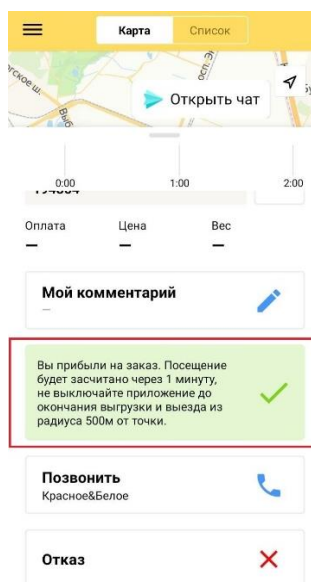 Карта Список
Открыть чат
0:00 1:00 2:00
Оплата Цена Вес
— — —
Мой комментарий
—
Вы прибыли на заказ. Посещение
будет засчитано через 1 минуту,
не выключайте приложение до
окончания выгрузки и выезда из
радиуса 500м от точки.
Позвонить
Красное&Белое
Отказ